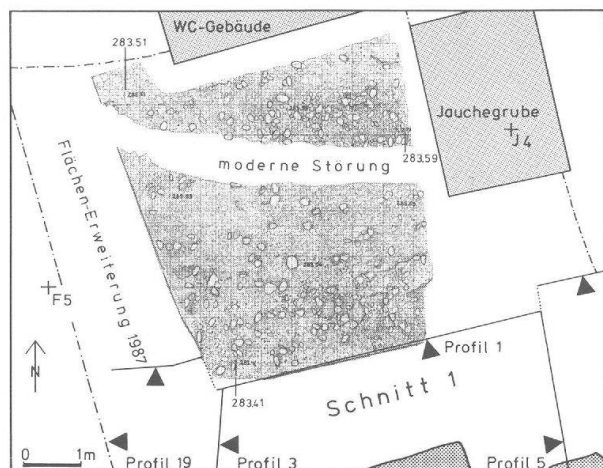 WC-Gebäude
283.51
Jauchegrube
J4
283.59
moderne Störung
Flächen-Erweiterung 1987
F5
N
Profil 1
Schnitt 1
283.41
0 1m
Profil 19
Profil 3
Profil 5